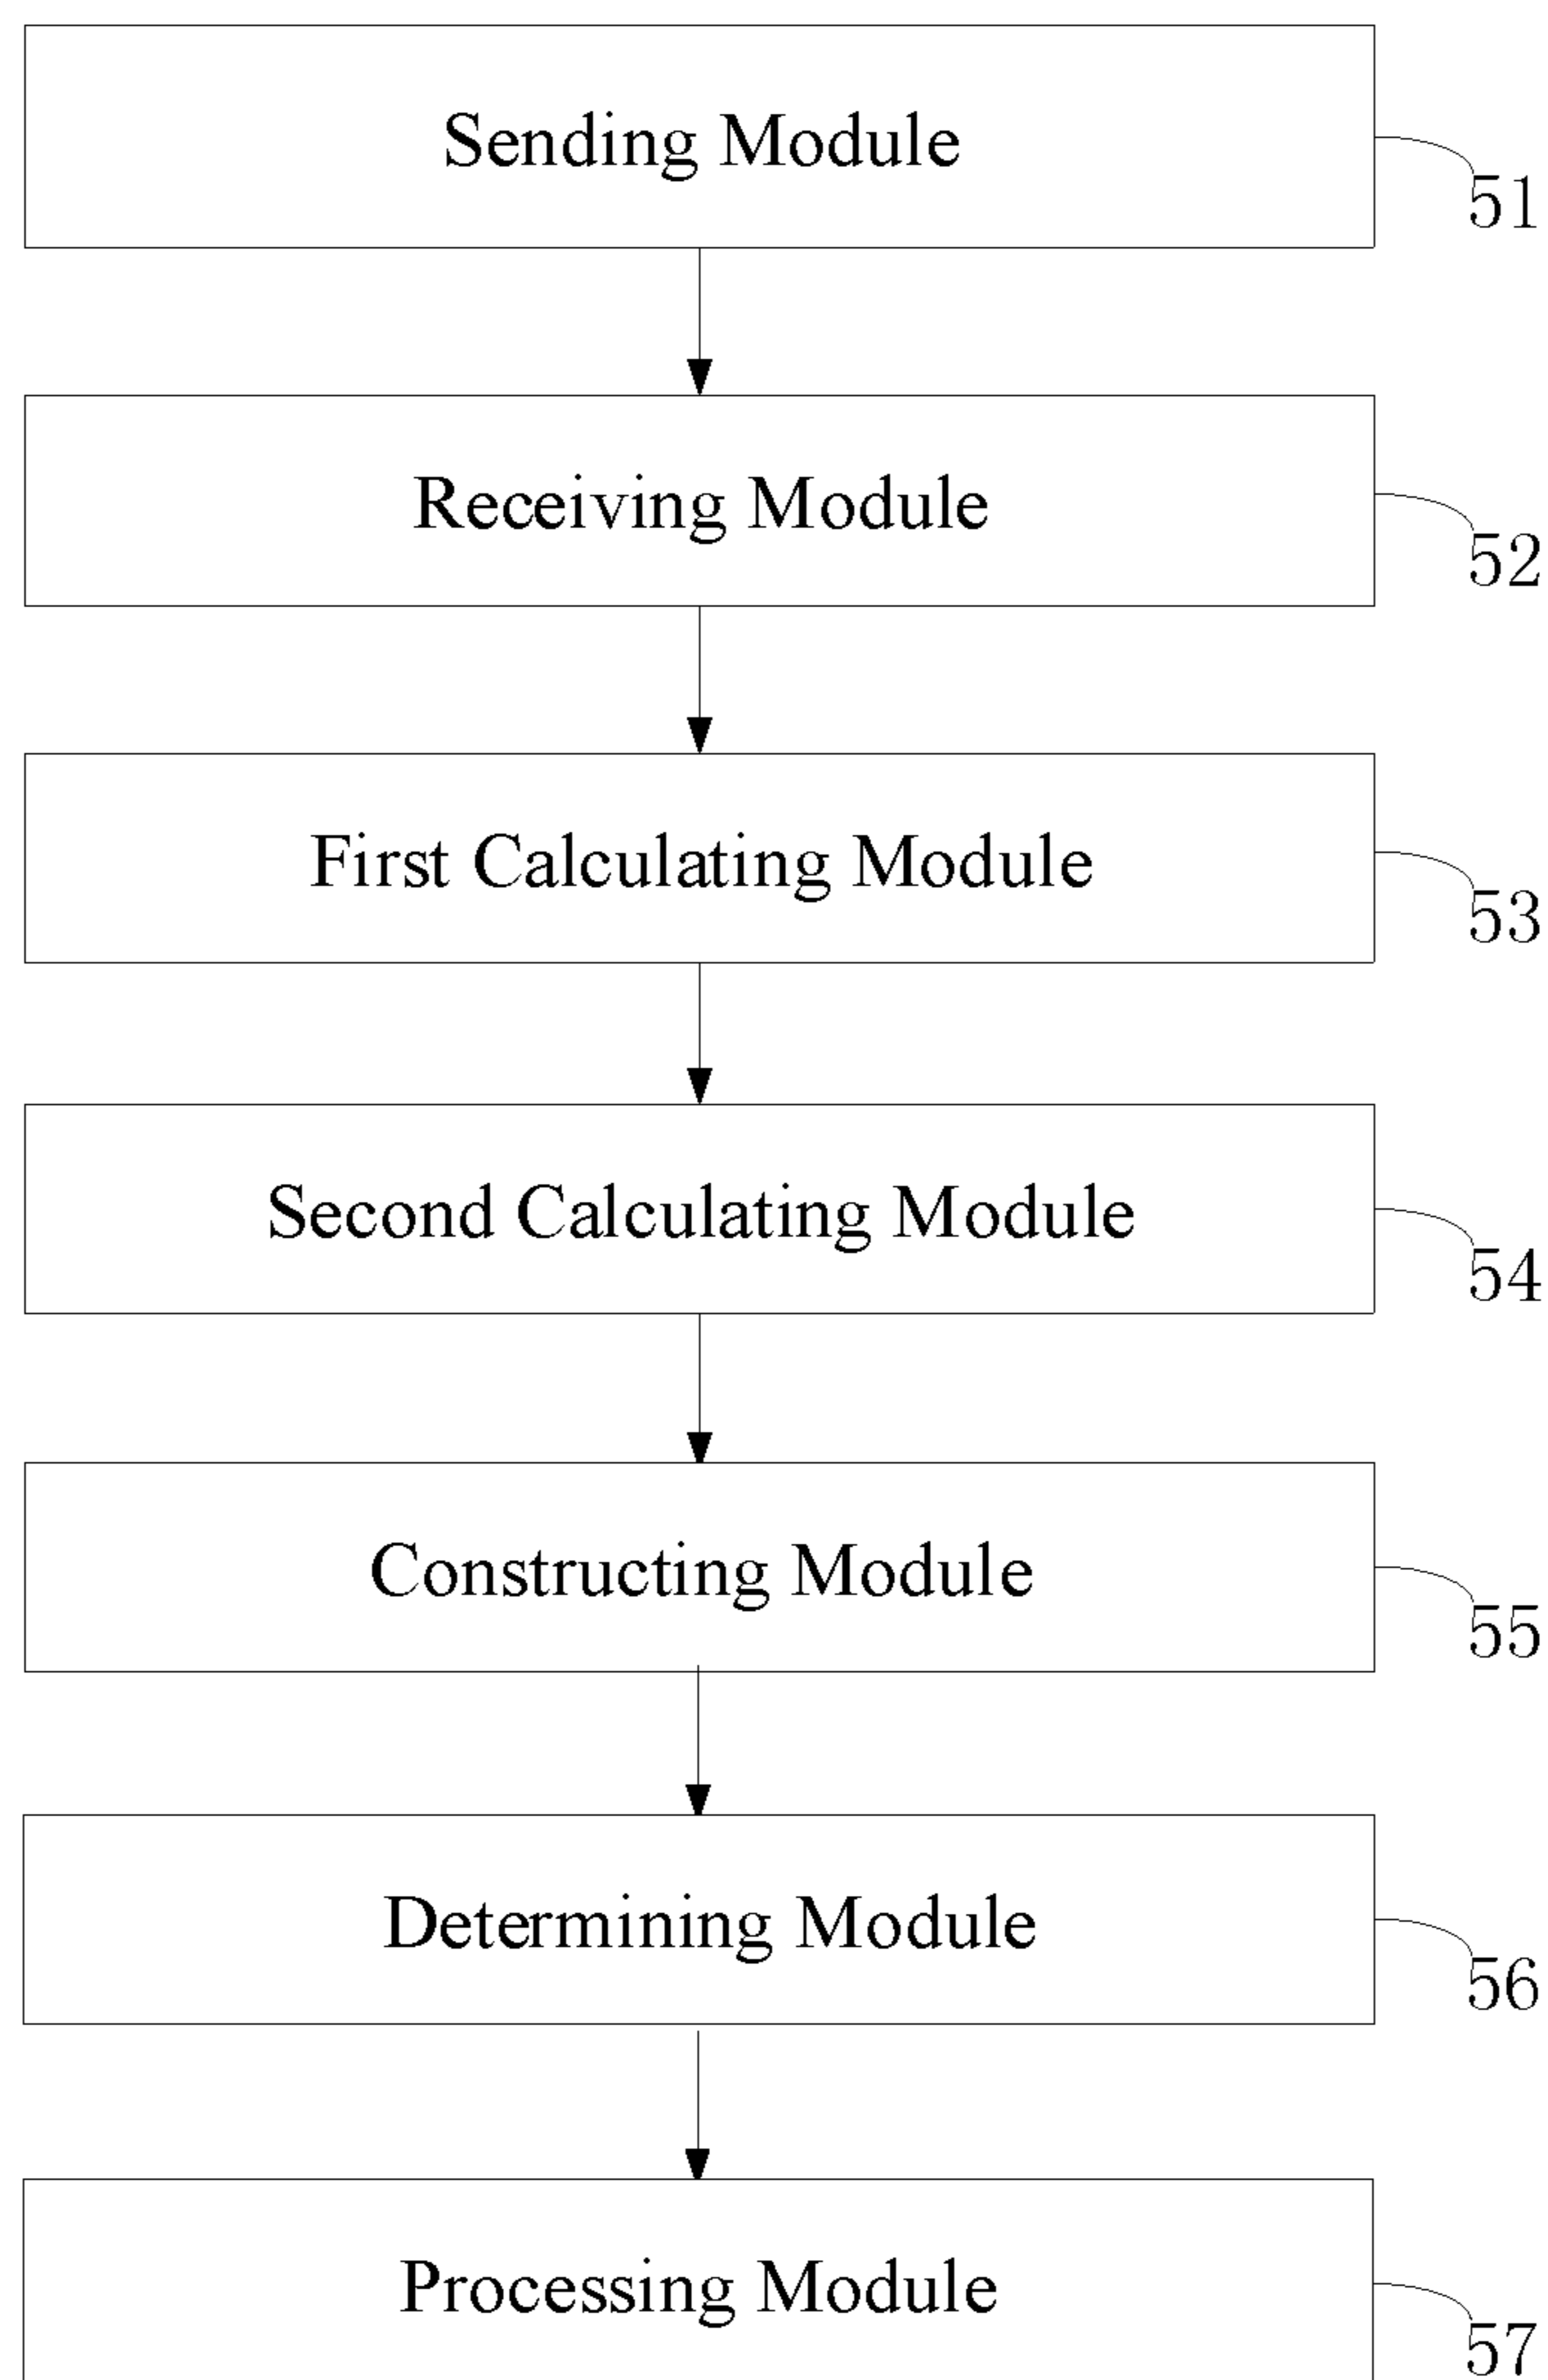 Sending Module
51
Receiving Module
52
First Calculating Module
53
Second Calculating Module
54
Constructing Module
55
Determining Module
56
Processing Module
57